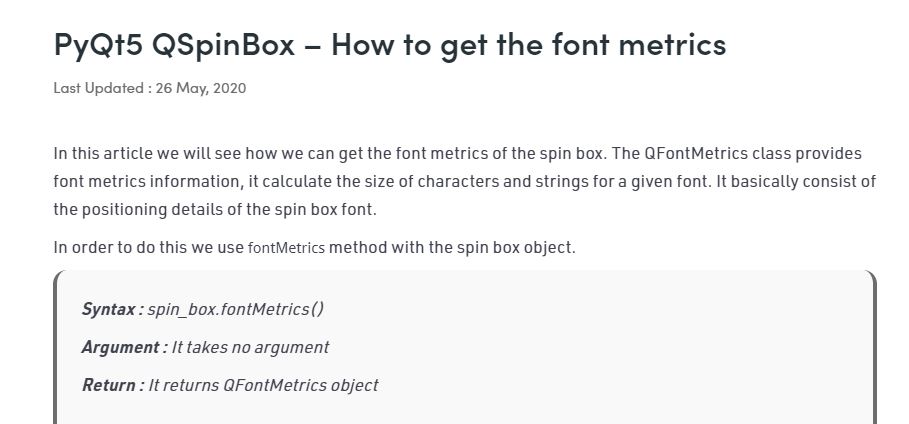 PyQt5 QSpinBox – How to get the font metrics
Last Updated : 26 May, 2020
In this article we will see how we can get the font metrics of the spin box. The QFontMetrics class provides
font metrics information, it calculate the size of characters and strings for a given font. It basically consist of
the positioning details of the spin box font.
In order to do this we use fontMetrics method with the spin box object.
Syntax : spin_box.fontMetrics()
Argument : It takes no argument
Return : It returns QFontMetrics object